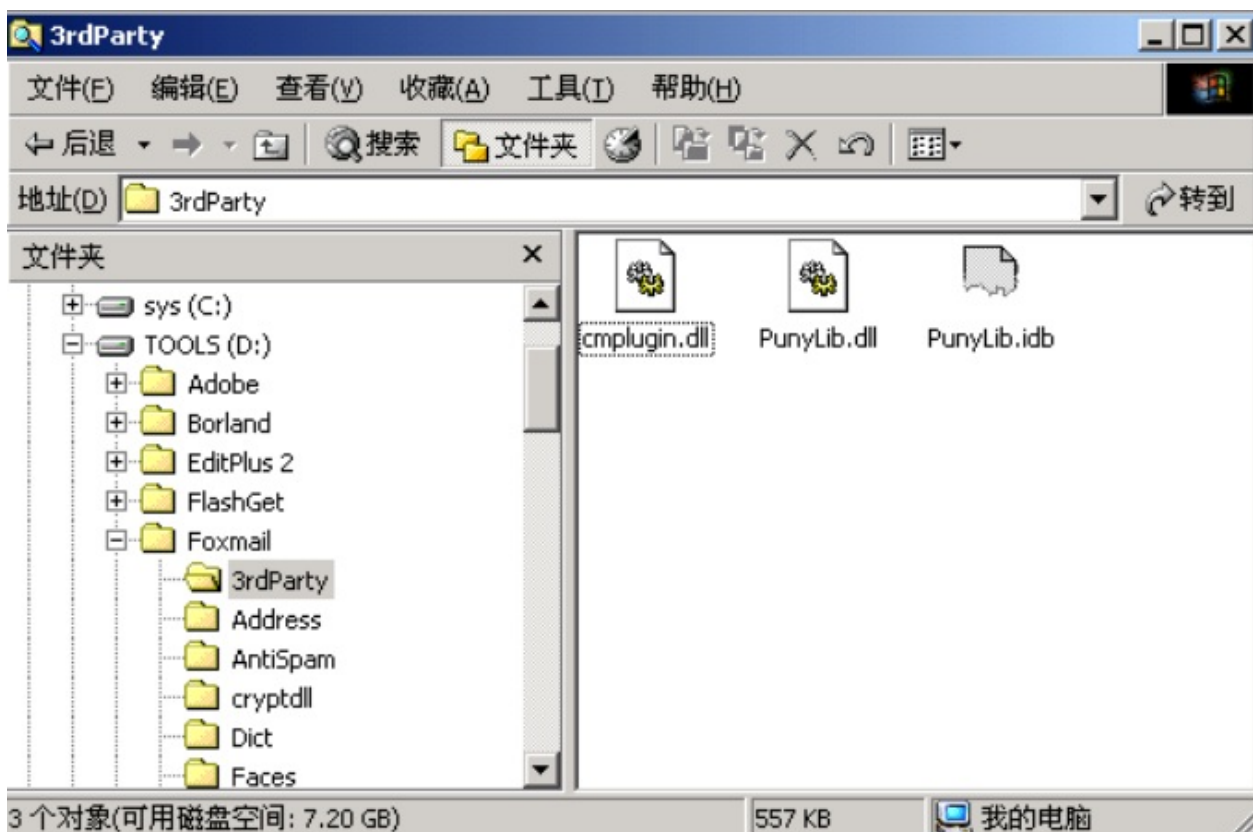 3rdParty
文件(F) 编辑(E) 查看(V) 收藏(A) 工具(T) 帮助(H)
后退 搜索 文件夹
地址(D) 3rdParty 转到
文件夹
sys (C:)
TOOLS (D:)
Adobe
Borland
EditPlus 2
FlashGet
Foxmail
3rdParty
Address
AntiSpam
cryptdll
Dict
Faces
cmplugin.dll PunyLib.dll PunyLib.idb
3 个对象(可用磁盘空间: 7.20 GB) 557 KB 我的电脑